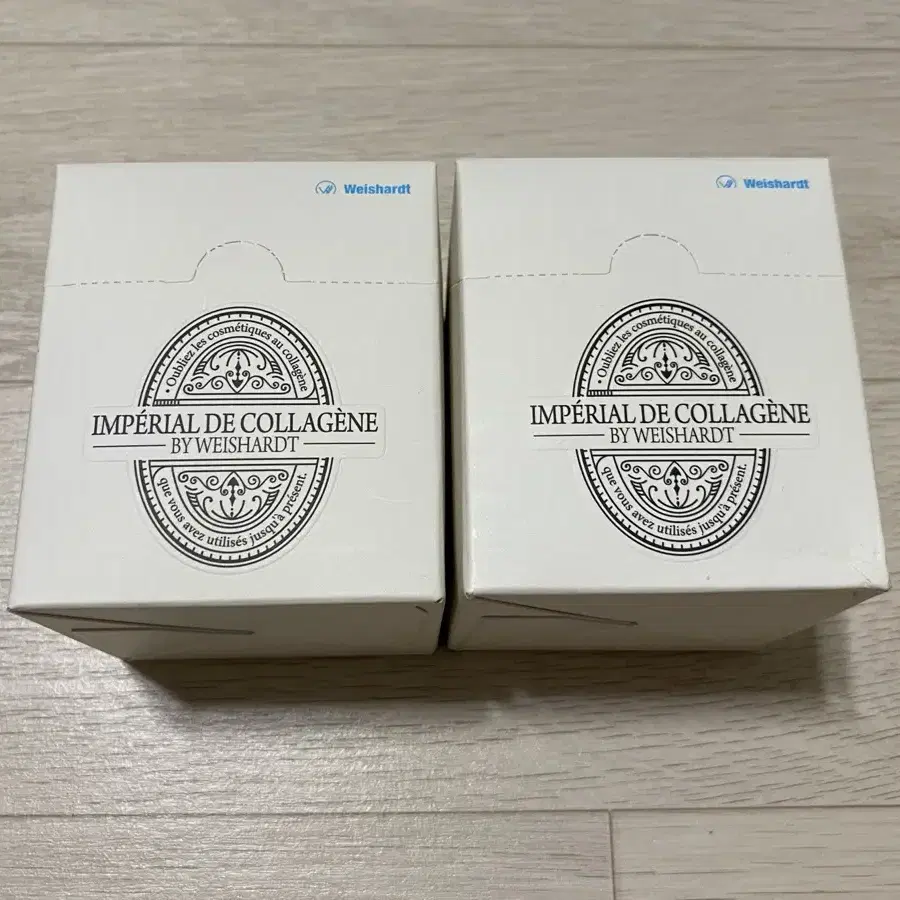 Weishardt
• Oubliez les cosmétiques au collagène
IMPÉRIAL DE COLLAGÈNE
BY WEISHARDT
que vous avez utilisés jusqu'à présent.
Weishardt
• Oubliez les cosmétiques au collagène
IMPÉRIAL DE COLLAGÈNE
BY WEISHARDT
que vous avez utilisés jusqu'à présent.